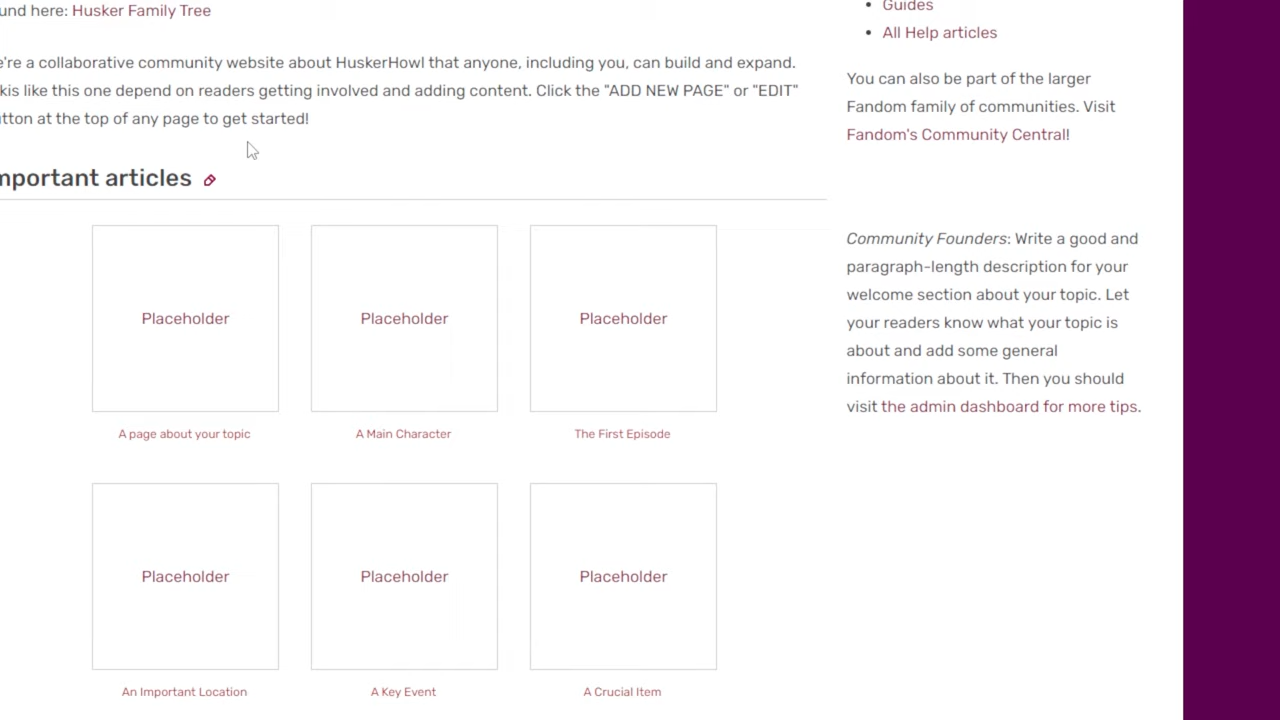 und here: Husker Family Tree
e're a collaborative community website about HuskerHowl that anyone, including you, can build and expand.
kis like this one depend on readers getting involved and adding content. Click the "ADD NEW PAGE" or "EDIT"
tton at the top of any page to get started!
mportant articles
Placeholder
Placeholder
Placeholder
A page about your topic
A Main Character
The First Episode
Placeholder
Placeholder
Placeholder
An Important Location
A Key Event
A Crucial Item
Guides
All Help articles
You can also be part of the larger
Fandom family of communities. Visit
Fandom's Community Central!
Community Founders: Write a good and
paragraph-length description for your
welcome section about your topic. Let
your readers know what your topic is
about and add some general
information about it. Then you should
visit the admin dashboard for more tips.